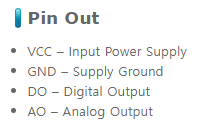 Pin Out
• VCC – Input Power Supply
• GND – Supply Ground
• DO – Digital Output
• AO – Analog Output